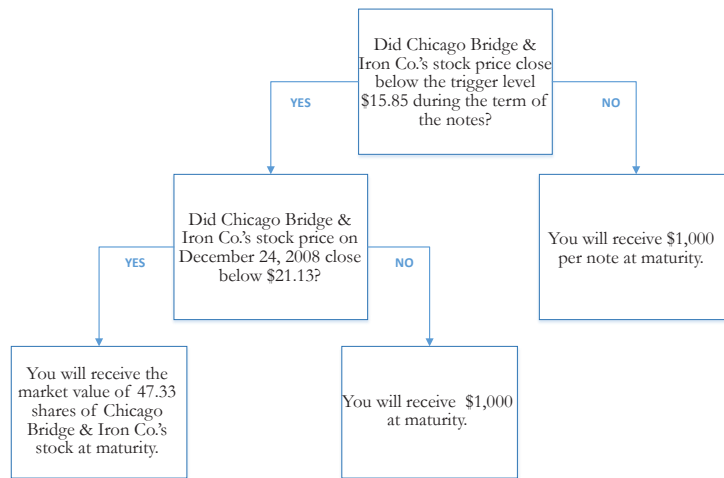 Did Chicago Bridge &
Iron Co.'s stock price close
below the trigger level
$15.85 during the term of
the notes?
YES
NO
Did Chicago Bridge &
Iron Co.'s stock price on
December 24, 2008 close
below $21.13?
You will receive $1,000
per note at maturity.
YES
NO
You will receive the
market value of 47.33
shares of Chicago
Bridge & Iron Co.'s
stock at maturity.
You will receive $1,000
at maturity.